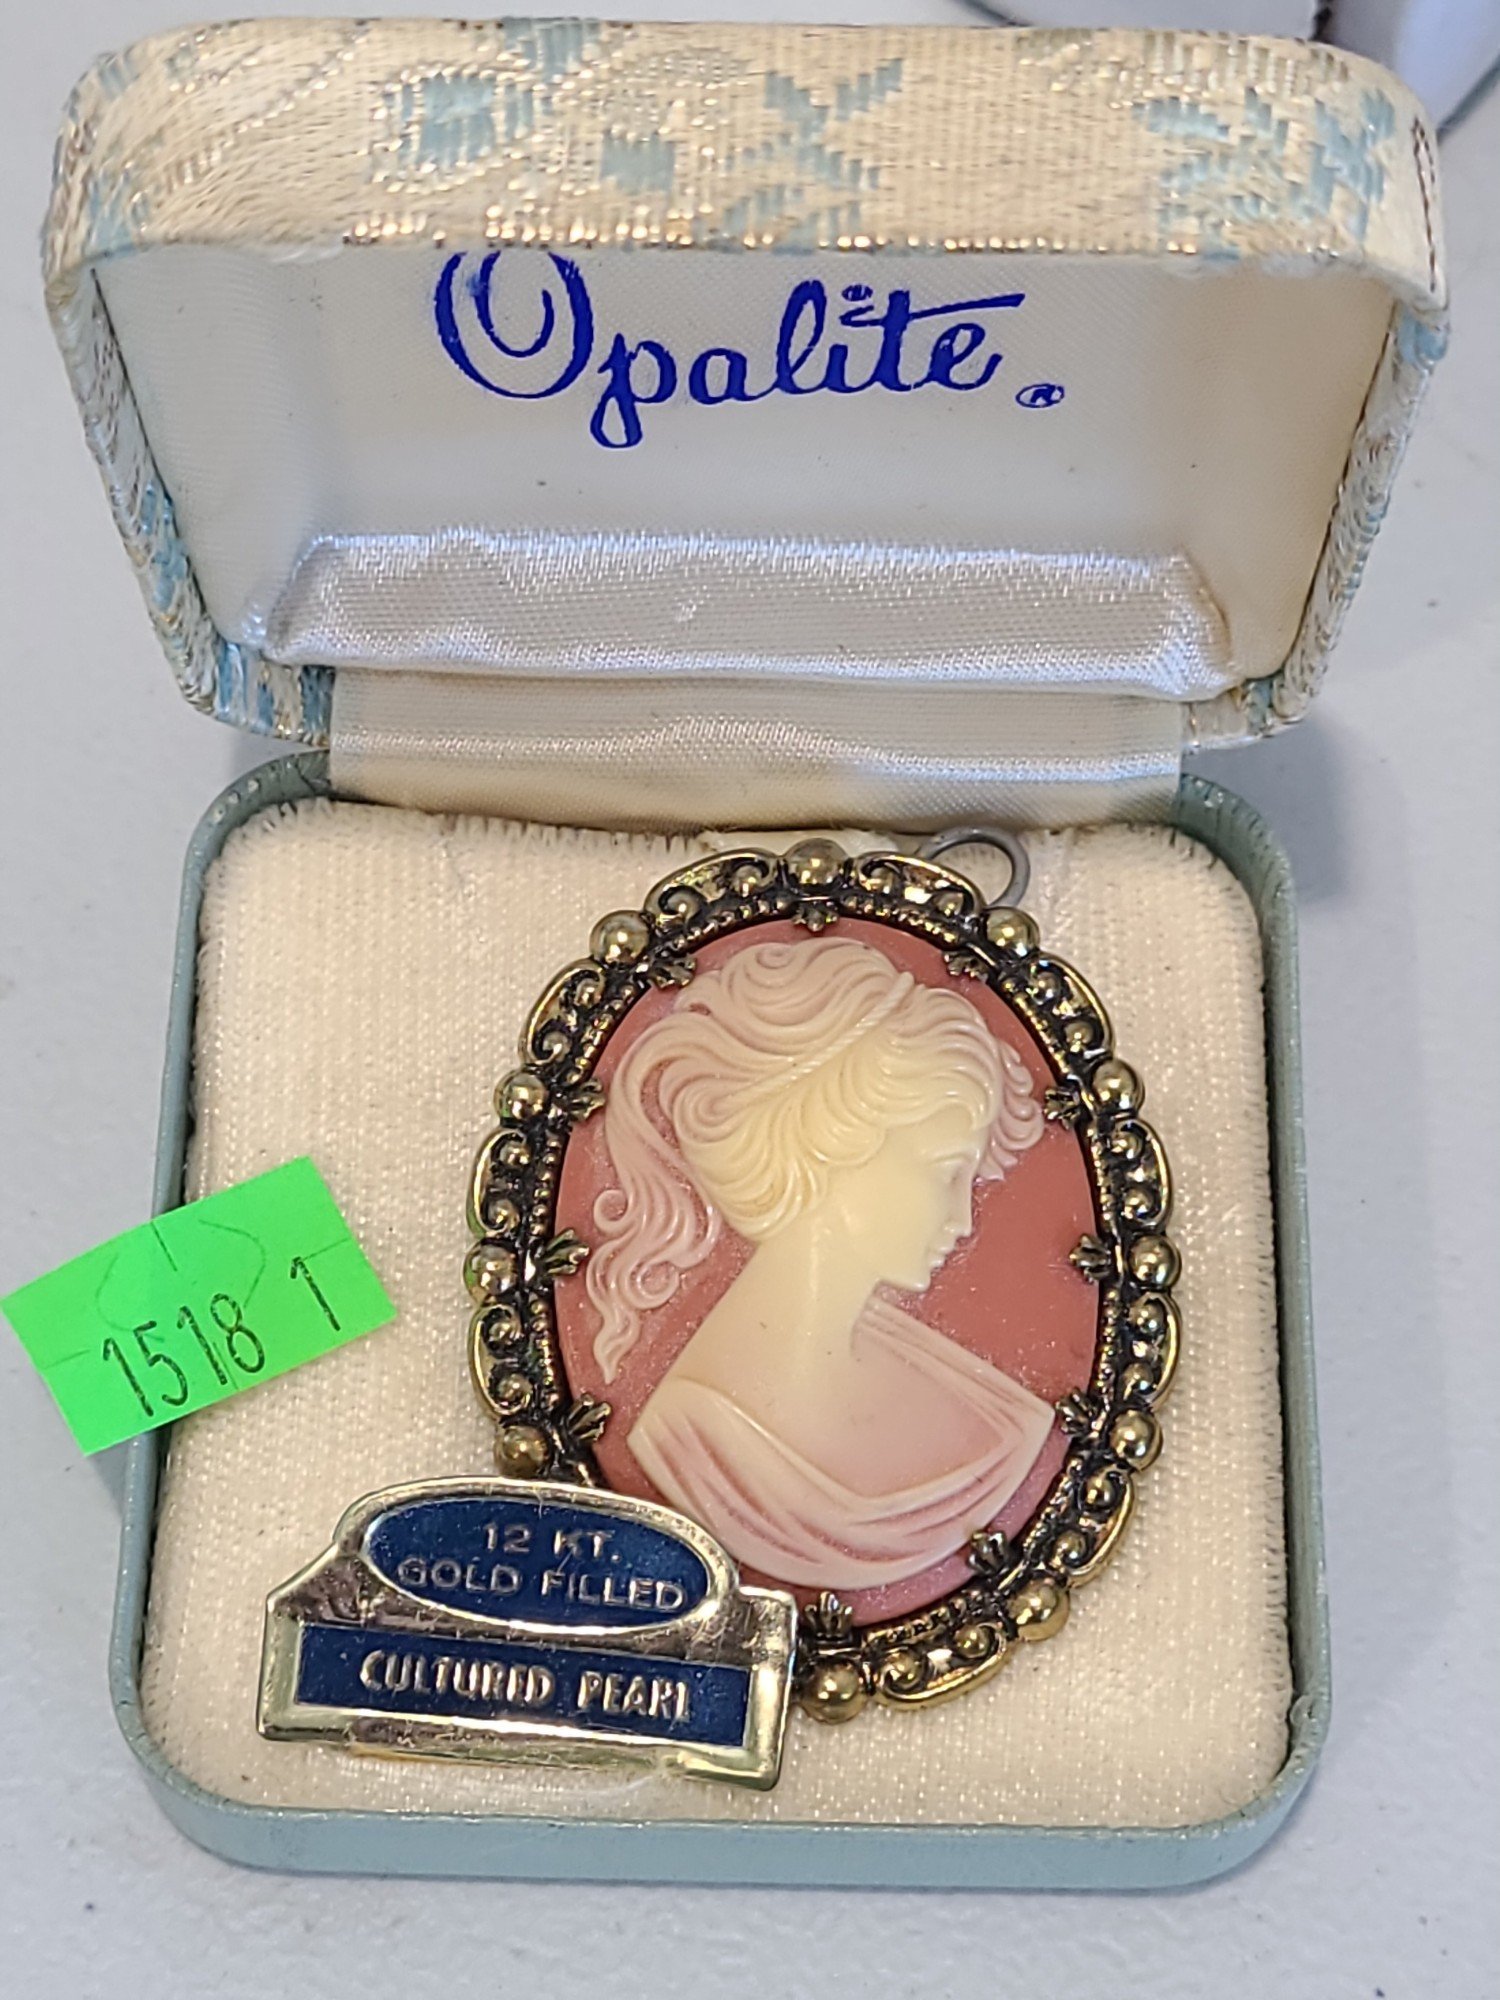 Opalite ®
1518 1
12 KT.
GOLD FILLED
CULTURED PEARL